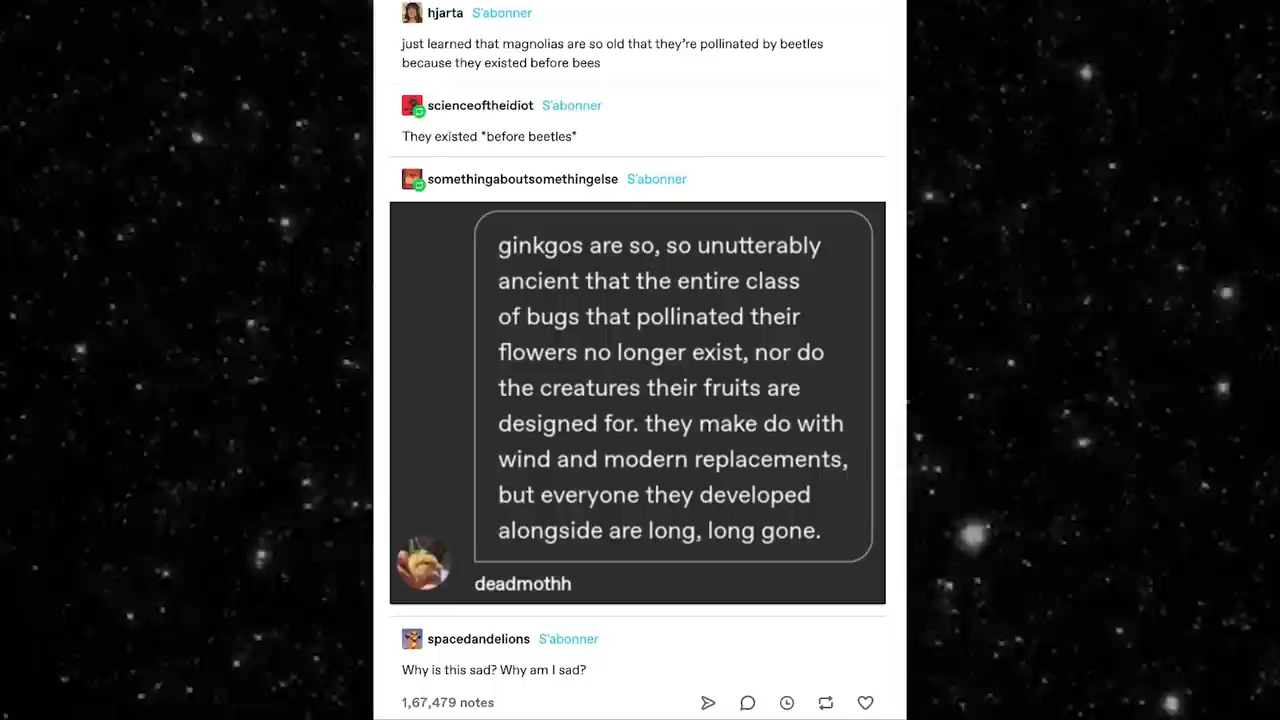 hjarta S'abonner
just learned that magnolias are so old that they're pollinated by beetles
because they existed before bees
scienceoftheidiot S'abonner
They existed *before beetles*
somethingaboutsomethingelse S'abonner
ginkgos are so, so unutterably
ancient that the entire class
of bugs that pollinated their
flowers no longer exist, nor do
the creatures their fruits are
designed for. they make do with
wind and modern replacements,
but everyone they developed
alongside are long, long gone.
deadmothh
spacedandelions S'abonner
Why is this sad? Why am I sad?
1,67,479 notes